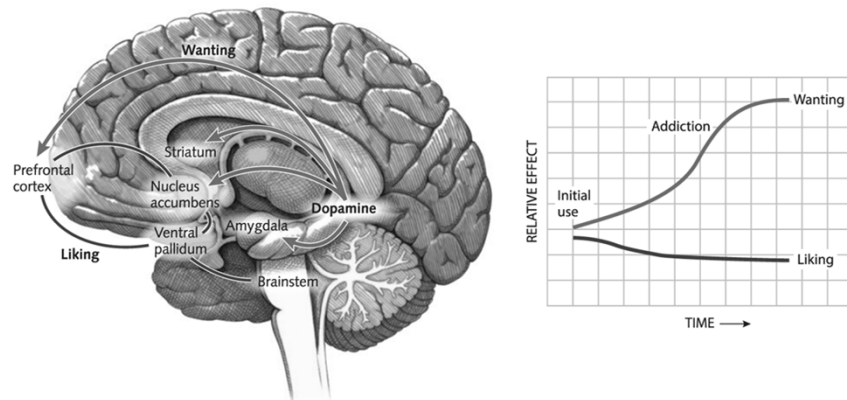 Wanting
Striatum
Prefrontal
cortex
Nucleus
accumbens
Dopamine
Amygdala
Ventral
pallidum
Liking
Brainstem
RELATIVE EFFECT
Wanting
Addiction
Initial
use
Liking
TIME